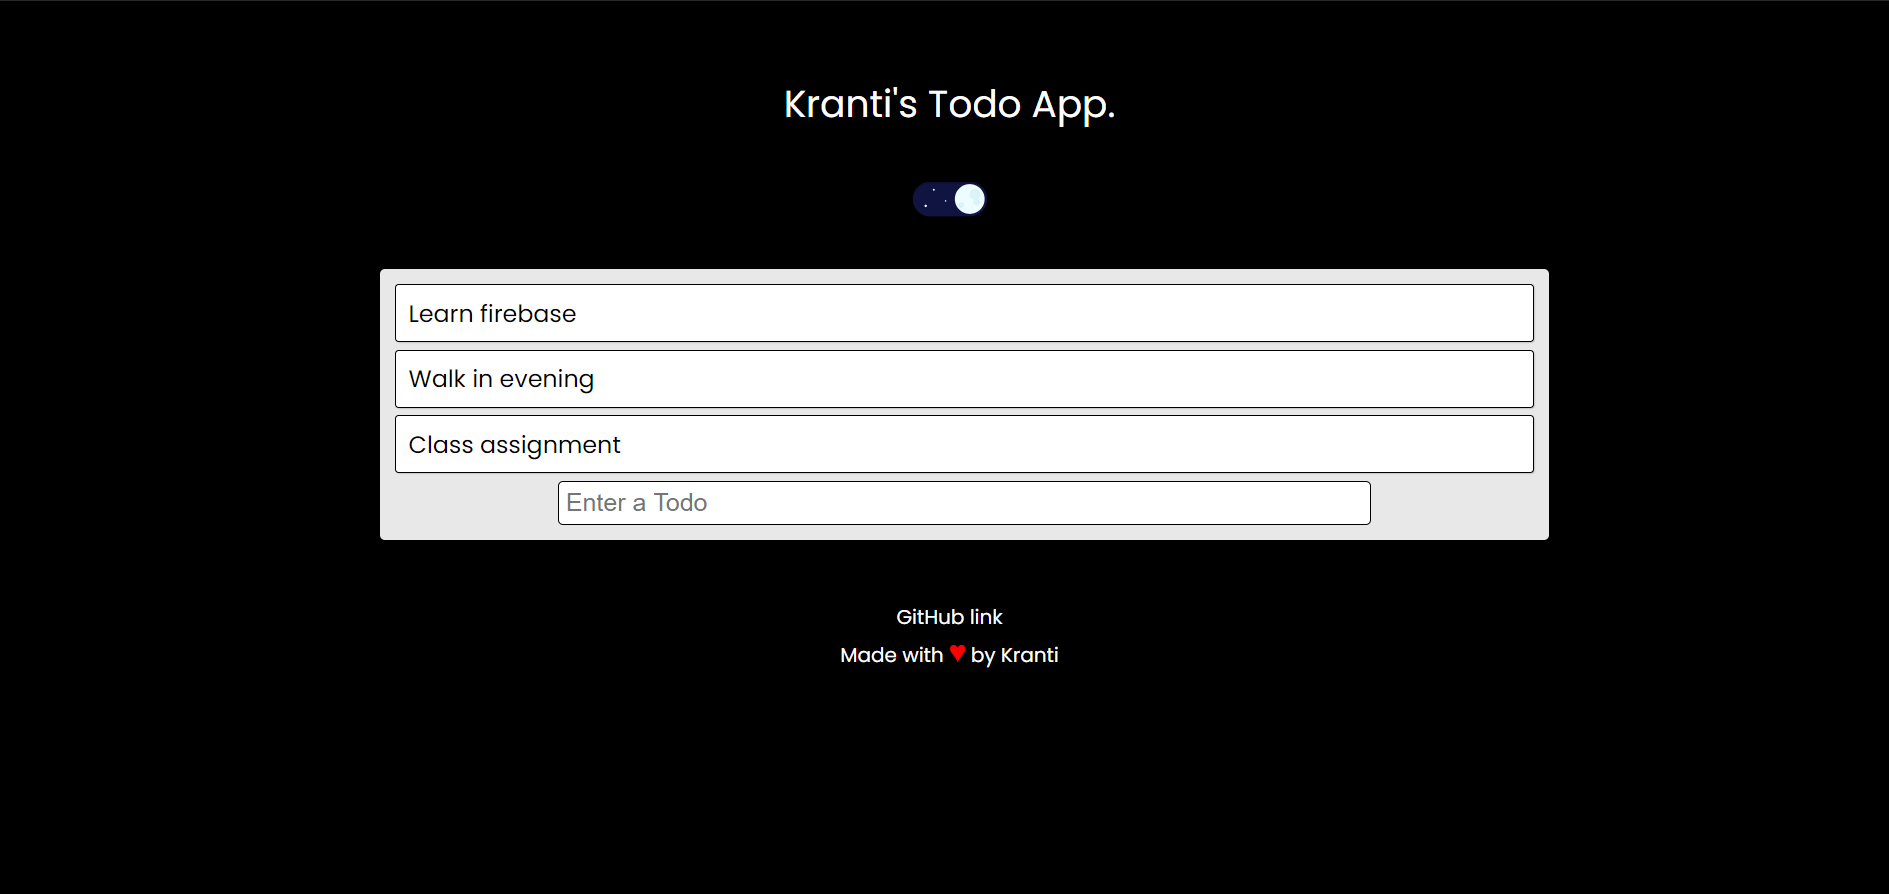 Kranti's Todo App.
Learn firebase
Walk in evening
Class assignment
Enter a Todo
GitHub link
Made with ♥ by Kranti